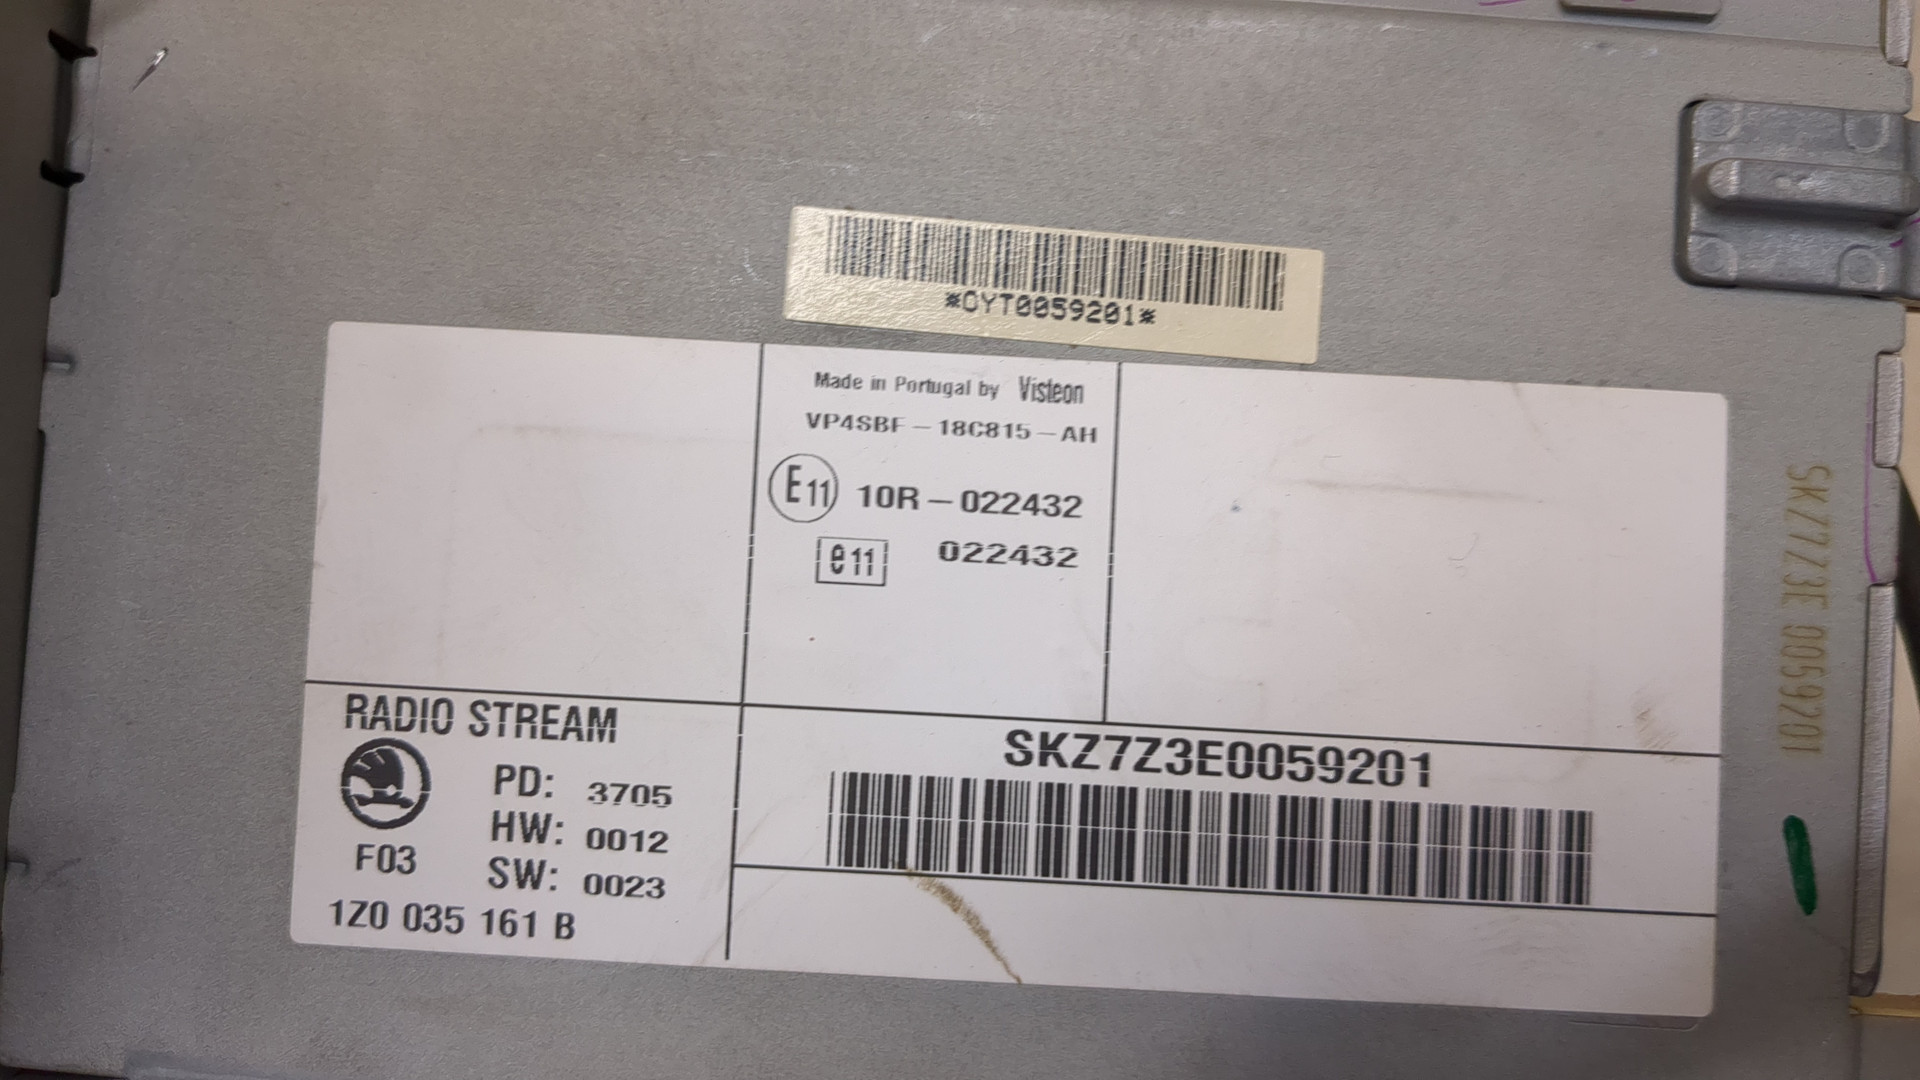 *CYT0059201*
Made in Portugal by Visteon
VP4SBF – 18C815 – AH
E11 10R – 022432
e11 022432
RADIO STREAM
PD: 3705
HW: 0012
F03
SW: 0023
1Z0 035 161 B
SKZ7Z3E0059201
SKZ7Z3E 0059201